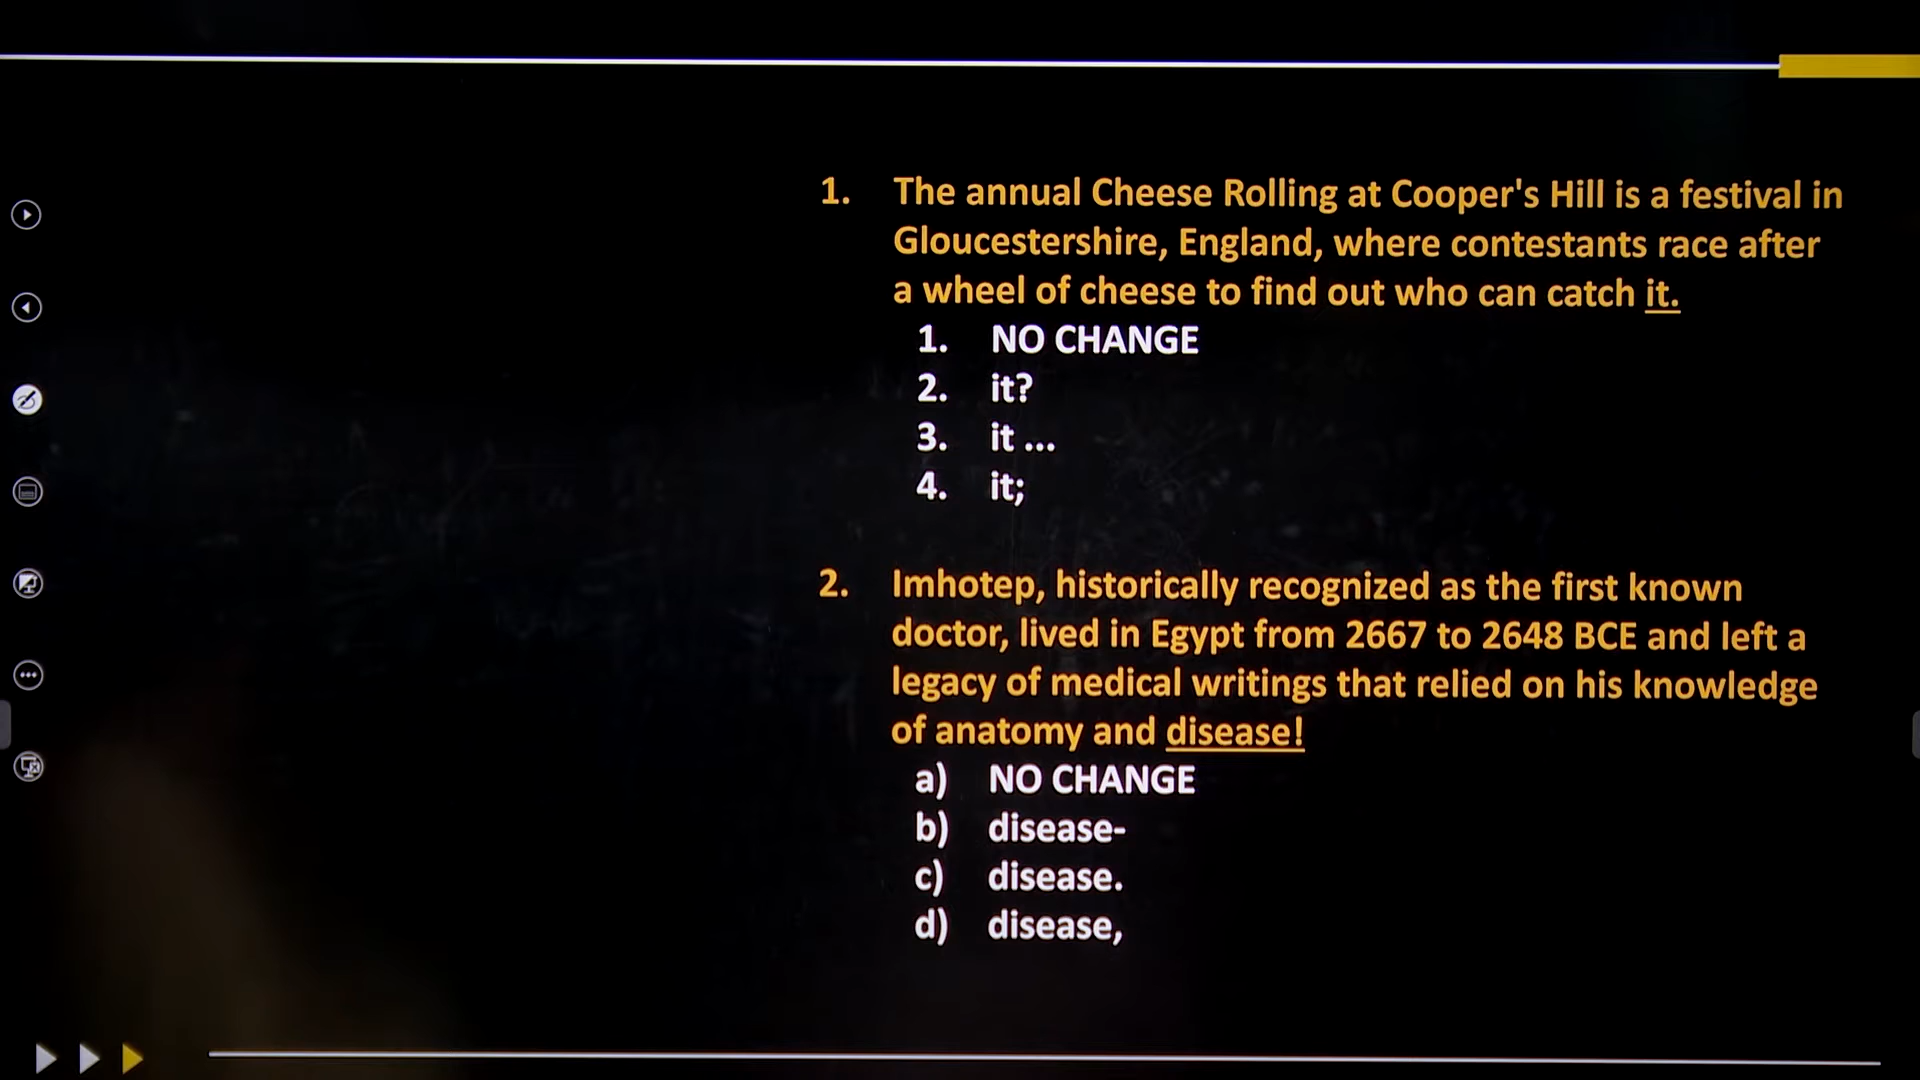 1. The annual Cheese Rolling at Cooper's Hill is a festival in
Gloucestershire, England, where contestants race after
a wheel of cheese to find out who can catch it.
1. NO CHANGE
2. it?
3. it ...
4. it;
2. Imhotep, historically recognized as the first known
doctor, lived in Egypt from 2667 to 2648 BCE and left a
legacy of medical writings that relied on his knowledge
of anatomy and disease!
a) NO CHANGE
b) disease-
c) disease.
d) disease,